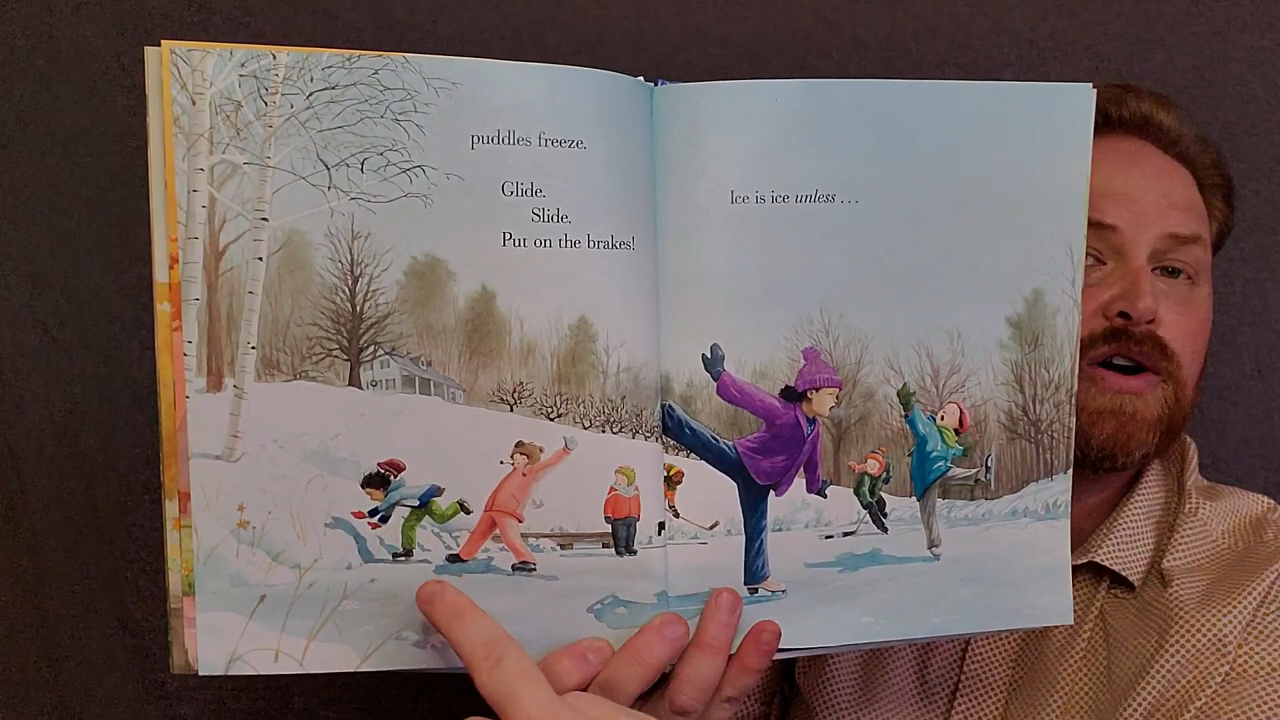 puddles freeze.
Glide.
Slide.
Put on the brakes!
Ice is ice unless . . .